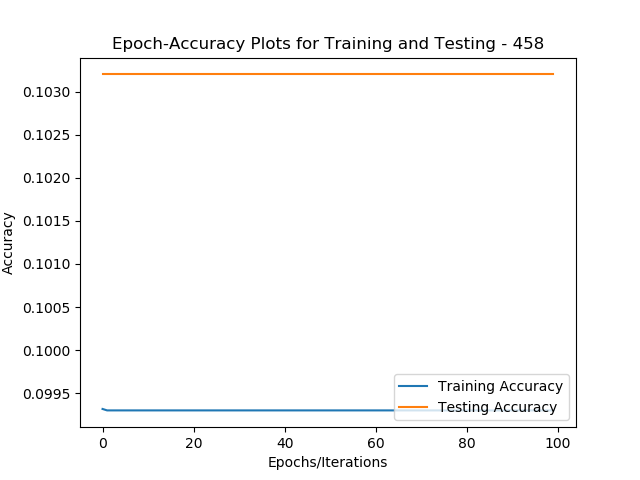 Epoch-Accuracy Plots for Training and Testing - 458
Accuracy
0.1030
0.1025
0.1020
0.1015
0.1010
0.1005
0.1000
0.0995
Training Accuracy
Testing Accuracy
0 20 40 60 80 100
Epochs/Iterations